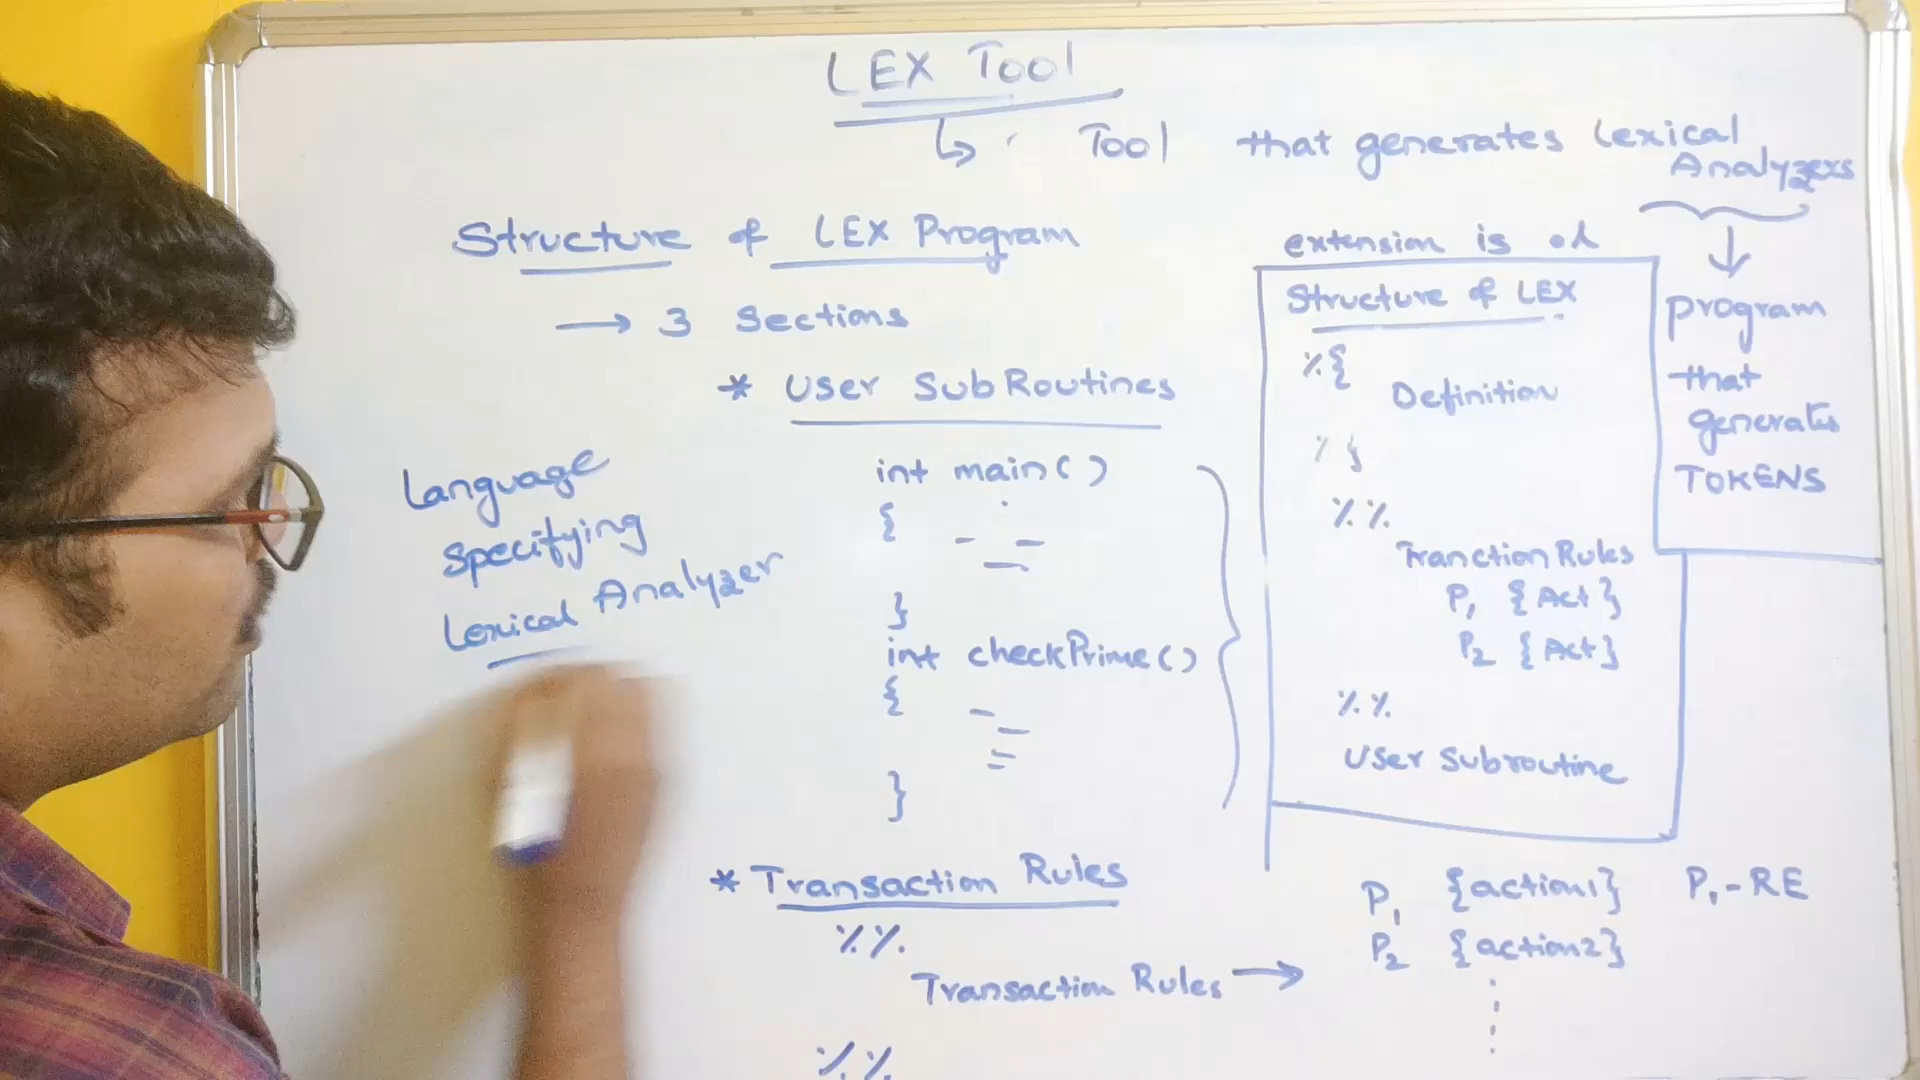 LEX Tool
↳ Tool that generates Lexical
Analyzers
Structure of LEX Program
→ 3 Sections
* User SubRoutines
Language
Specifying
Lexical Analyzer
int main()
{
}
int checkPrime()
{
}
* Transaction Rules
%%
Transaction Rules →
%%
extension is .l
Structure of LEX
%{
Definition
%}
%%
Tranction Rules
P1 {Act}
P2 {Act}
%%
User Subroutine
↓
program
that
generates
TOKENS
P1 {action1} P1-RE
P2 {action2}